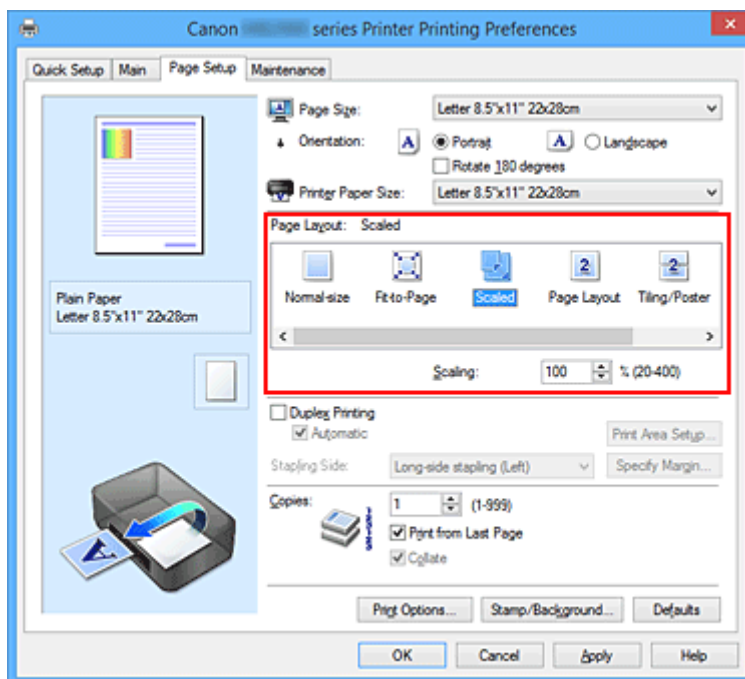 Canon series Printer Printing Preferences
Quick Setup Main Page Setup Maintenance
Page Size: Letter 8.5"x11" 22x28cm
Orientation: A Portrait A Landscape
Rotate 180 degrees
Printer Paper Size: Letter 8.5"x11" 22x28cm
Page Layout: Scaled
2 2
Normal-size Fit-to-Page Scaled Page Layout Tiling/Poster
Plain Paper
Letter 8.5"x11" 22x28cm
Scaling: 100 % (20-400)
Duplex Printing
Automatic
Print Area Setup...
Stapling Side: Long-side stapling (Left) Specify Margin...
Copies: 1 (1-999)
Print from Last Page
Collate
A
Print Options... Stamp/Background... Defaults
OK Cancel Apply Help